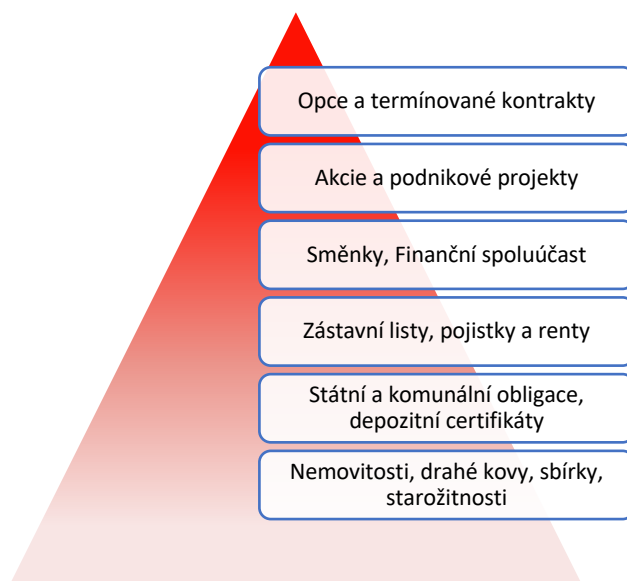 Opce a termínované kontrakty
Akcie a podnikové projekty
Směnky, Finanční spoluúčast
Zástavní listy, pojistky a renty
Státní a komunální obligace,
depozitní certifikáty
Nemovitosti, drahé kovy, sbírky,
starožitnosti